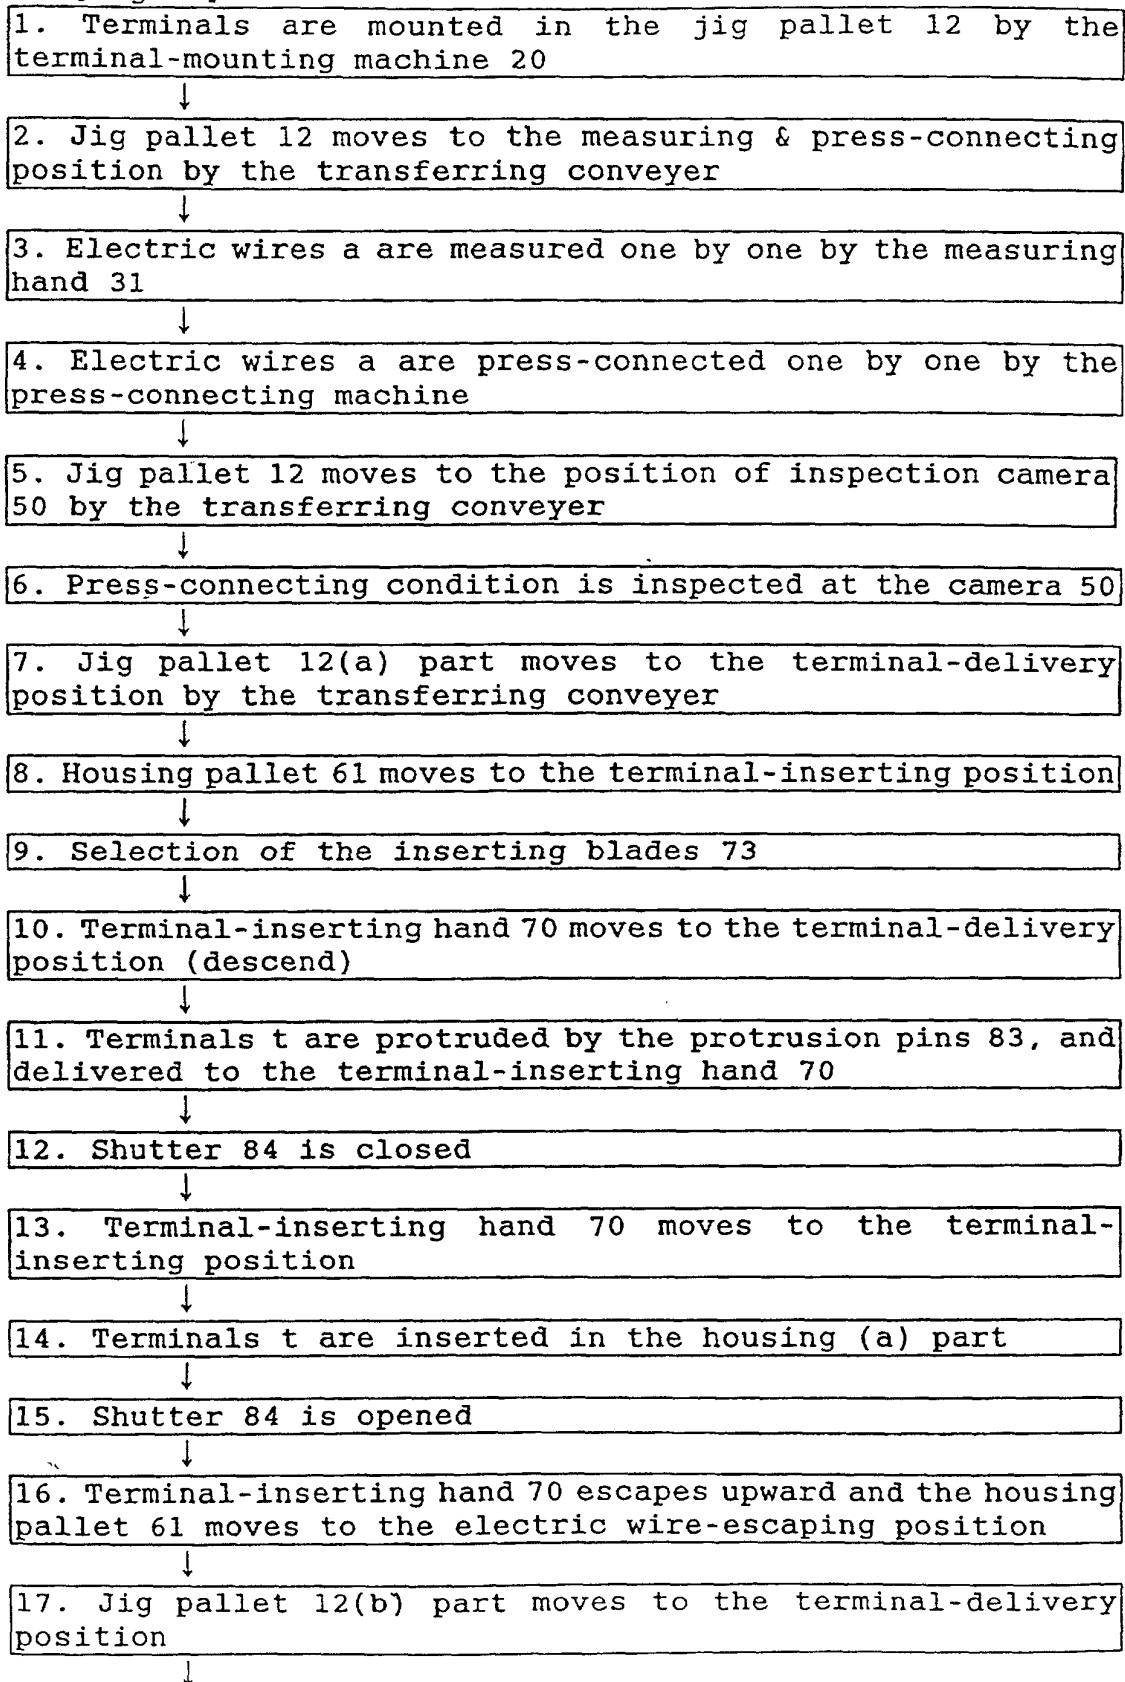 1. Terminals are mounted in the jig pallet 12 by the
terminal-mounting machine 20
↓
2. Jig pallet 12 moves to the measuring & press-connecting
position by the transferring conveyer
↓
3. Electric wires a are measured one by one by the measuring
hand 31
↓
4. Electric wires a are press-connected one by one by the
press-connecting machine
↓
5. Jig pallet 12 moves to the position of inspection camera
50 by the transferring conveyer
↓
6. Press-connecting condition is inspected at the camera 50
↓
7. Jig pallet 12(a) part moves to the terminal-delivery
position by the transferring conveyer
↓
8. Housing pallet 61 moves to the terminal-inserting position
↓
9. Selection of the inserting blades 73
↓
10. Terminal-inserting hand 70 moves to the terminal-delivery
position (descend)
↓
11. Terminals t are protruded by the protrusion pins 83, and
delivered to the terminal-inserting hand 70
↓
12. Shutter 84 is closed
↓
13. Terminal-inserting hand 70 moves to the terminal-
inserting position
↓
14. Terminals t are inserted in the housing (a) part
↓
15. Shutter 84 is opened
↓
16. Terminal-inserting hand 70 escapes upward and the housing
pallet 61 moves to the electric wire-escaping position
↓
17. Jig pallet 12(b) part moves to the terminal-delivery
position
↓